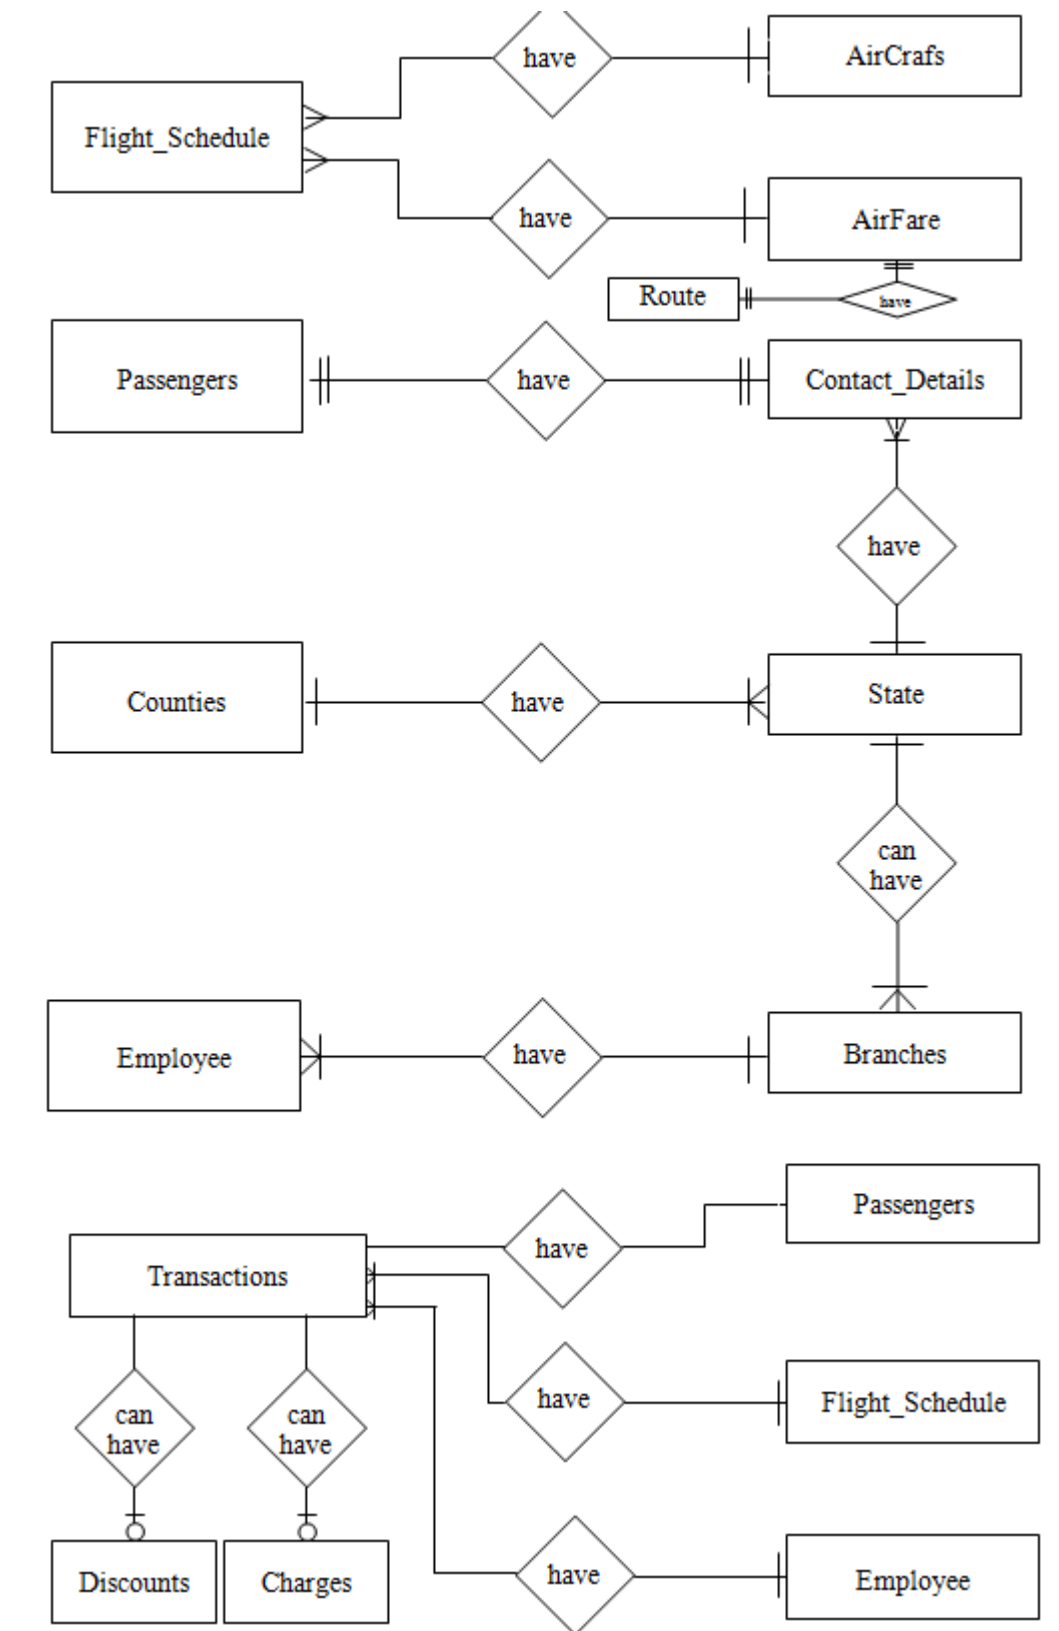 have
AirCrafs
Flight_Schedule
have
AirFare
Route
have
Passengers
have
Contact_Details
have
Counties
have
State
can
have
Employee
have
Branches
Passengers
have
Transactions
have
Flight_Schedule
can
have
can
have
have
Employee
Discounts
Charges